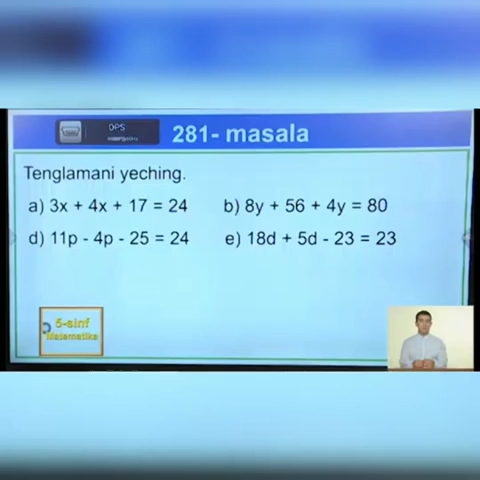 OPS
281- masala
Tenglamani yeching.
a) 3x + 4x + 17 = 24 b) 8y + 56 + 4y = 80
d) 11p - 4p - 25 = 24 e) 18d + 5d - 23 = 23
5-sinf
Matematika